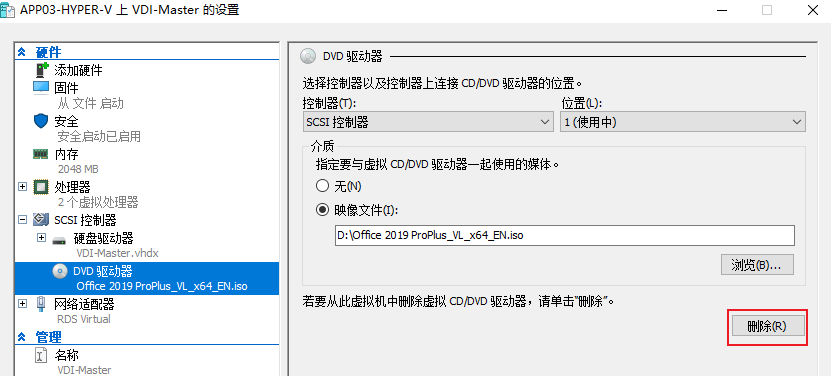 APP03-HYPER-V 上 VDI-Master 的设置
硬件
添加硬件
固件
从 文件 启动
安全
安全启动已启用
内存
2048 MB
处理器
2 个虚拟处理器
SCSI 控制器
硬盘驱动器
VDI-Master.vhdx
DVD 驱动器
Office 2019 ProPlus_VL_x64_EN.iso
网络适配器
RDS Virtual
管理
名称
VDI-Master
DVD 驱动器
选择控制器以及控制器上连接 CD/DVD 驱动器的位置。
控制器(T): 位置(L):
SCSI 控制器 1 (使用中)
介质
指定要与虚拟 CD/DVD 驱动器一起使用的媒体。
无(N)
映像文件(I):
D:\Office 2019 ProPlus_VL_x64_EN.iso
浏览(B)...
若要从此虚拟机中删除虚拟 CD/DVD 驱动器，请单击“删除”。
删除(R)